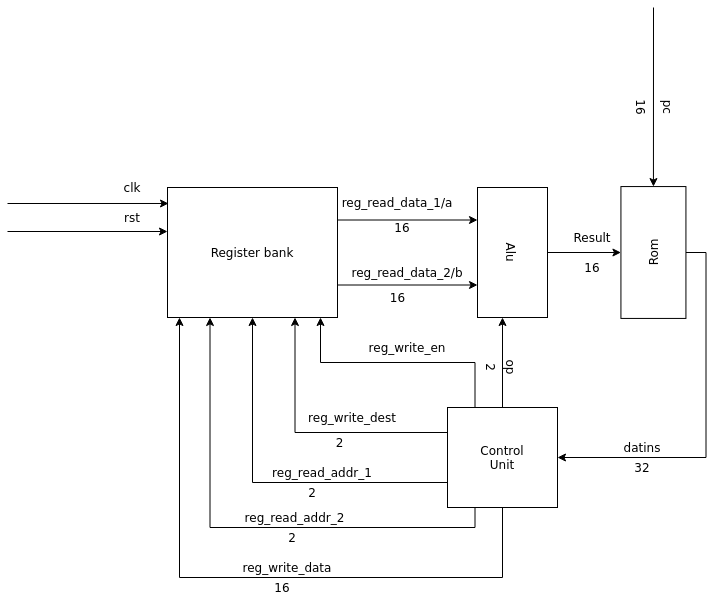 pc
16
clk
rst
Register bank
reg_read_data_1/a
16
reg_read_data_2/b
16
Alu
Result
16
Rom
reg_write_en
op
2
reg_write_dest
2
Control
Unit
datins
32
reg_read_addr_1
2
reg_read_addr_2
2
reg_write_data
16